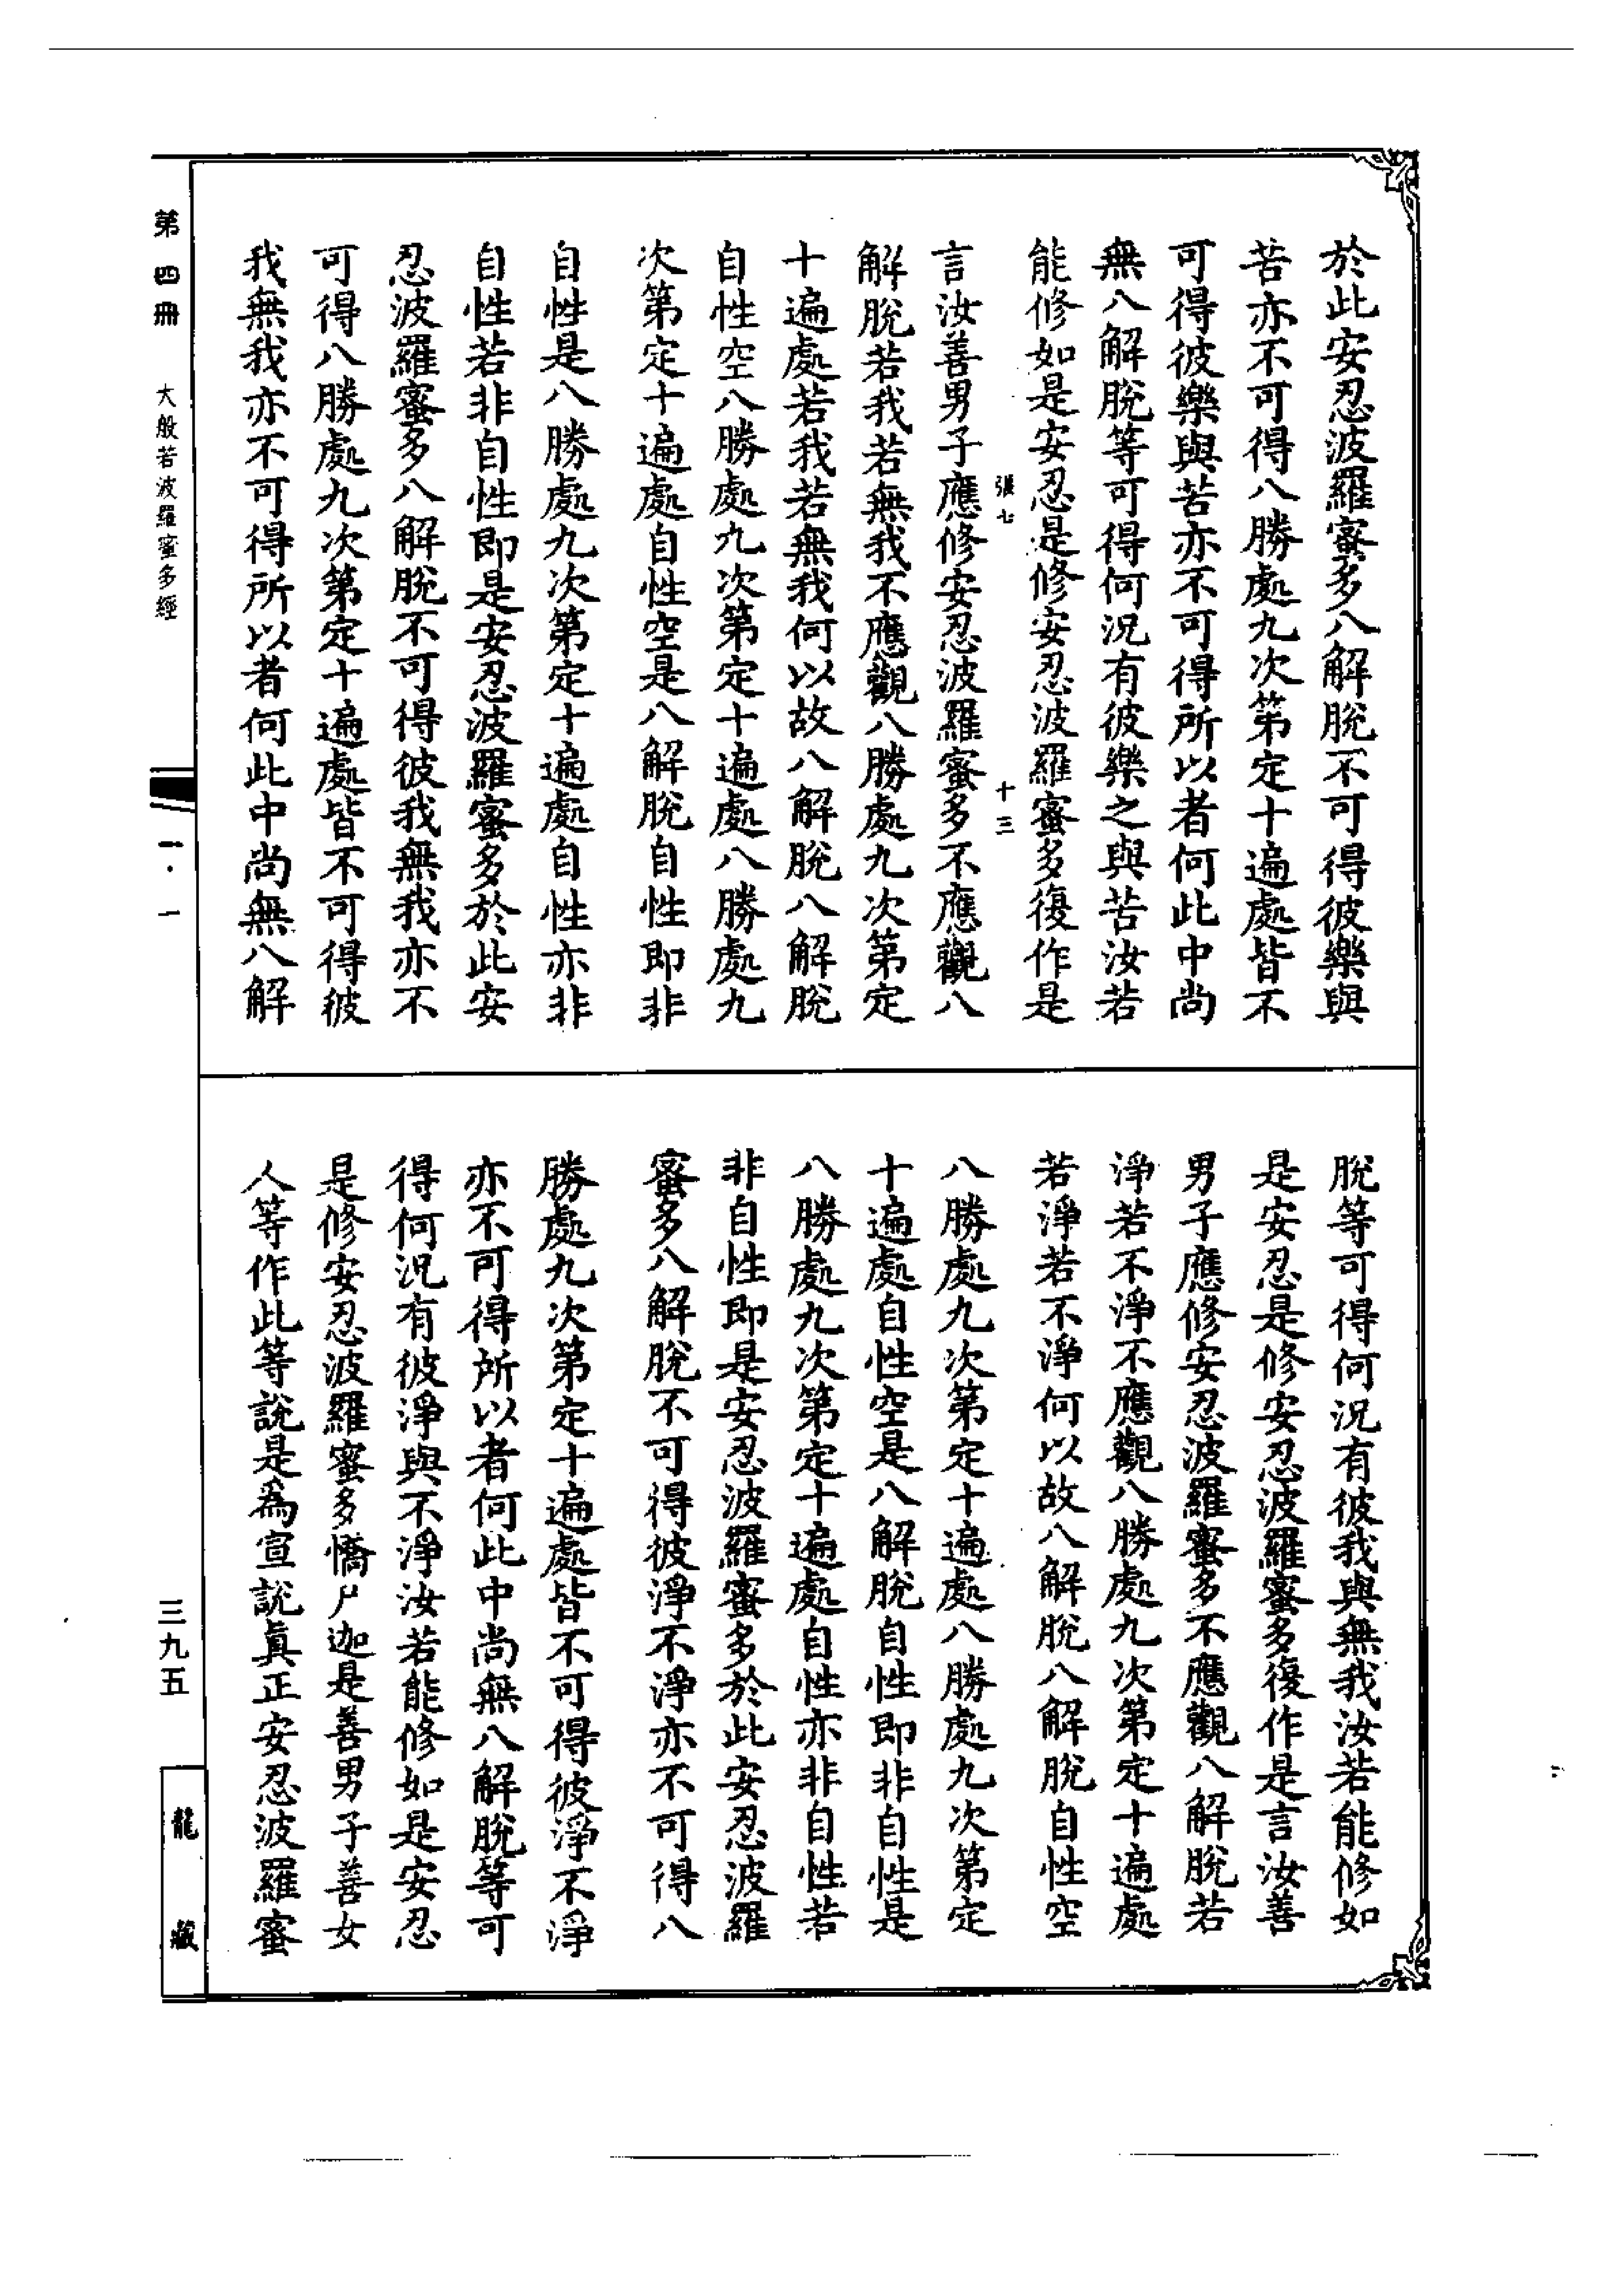 於此安忍波羅蜜多八解脫不可得彼樂與
苦亦不可得八勝處九次第定十遍處皆不
可得彼樂與苦亦不可得所以者何此中尚
無八解脫等可得何況有彼樂之與苦汝若
能修如是安忍是修安忍波羅蜜多復作是
張七 十三
言汝善男子應修安忍波羅蜜多不應觀八
解脫若我若無我不應觀八勝處九次第定
十遍處若我若無我何以故八解脫八解脫
自性空八勝處九次第定十遍處八勝處九
次第定十遍處自性空是八解脫自性即非
自性是八勝處九次第定十遍處自性亦非
自性若非自性即是安忍波羅蜜多於此安
忍波羅蜜多八解脫不可得彼我無我亦不
可得八勝處九次第定十遍處皆不可得彼
我無我亦不可得所以者何此中尚無八解
脫等可得何況有彼我與無我汝若能修如
是安忍是修安忍波羅蜜多復作是言汝善
男子應修安忍波羅蜜多不應觀八解脫若
淨若不淨不應觀八勝處九次第定十遍處
若淨若不淨何以故八解脫八解脫自性空
八勝處九次第定十遍處八勝處九次第定
十遍處自性空是八解脫自性即非自性是
八勝處九次第定十遍處自性亦非自性若
非自性即是安忍波羅蜜多於此安忍波羅
蜜多八解脫不可得彼淨不淨亦不可得八
勝處九次第定十遍處皆不可得彼淨不淨
亦不可得所以者何此中尚無八解脫等可
得何況有彼淨與不淨汝若能修如是安忍
是修安忍波羅蜜多憍尸迦是善男子善女
人等作此等說是為宣說眞正安忍波羅蜜
第四冊 大般若波羅蜜多經 一·一 三九五 龍藏